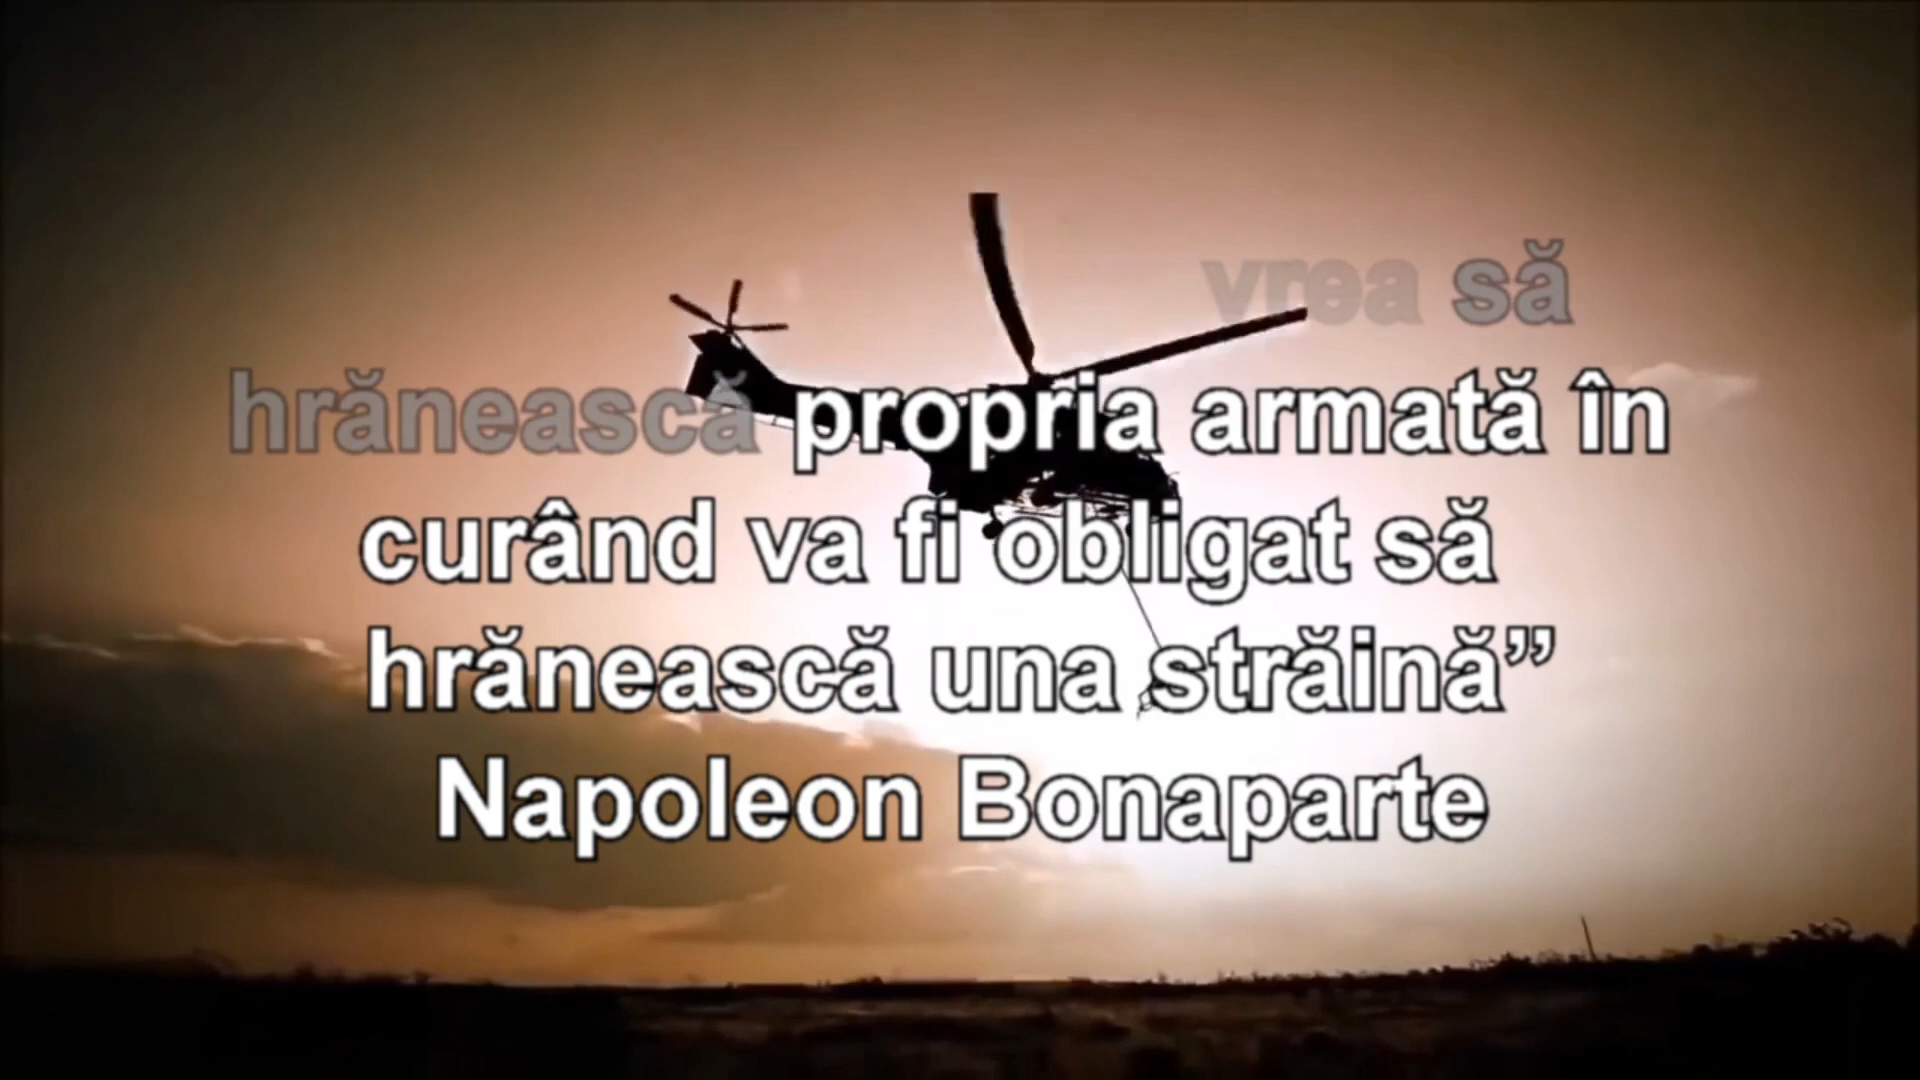 vrea să
hrănească propria armată în
curând va fi obligat să
hrănească una străină”
Napoleon Bonaparte